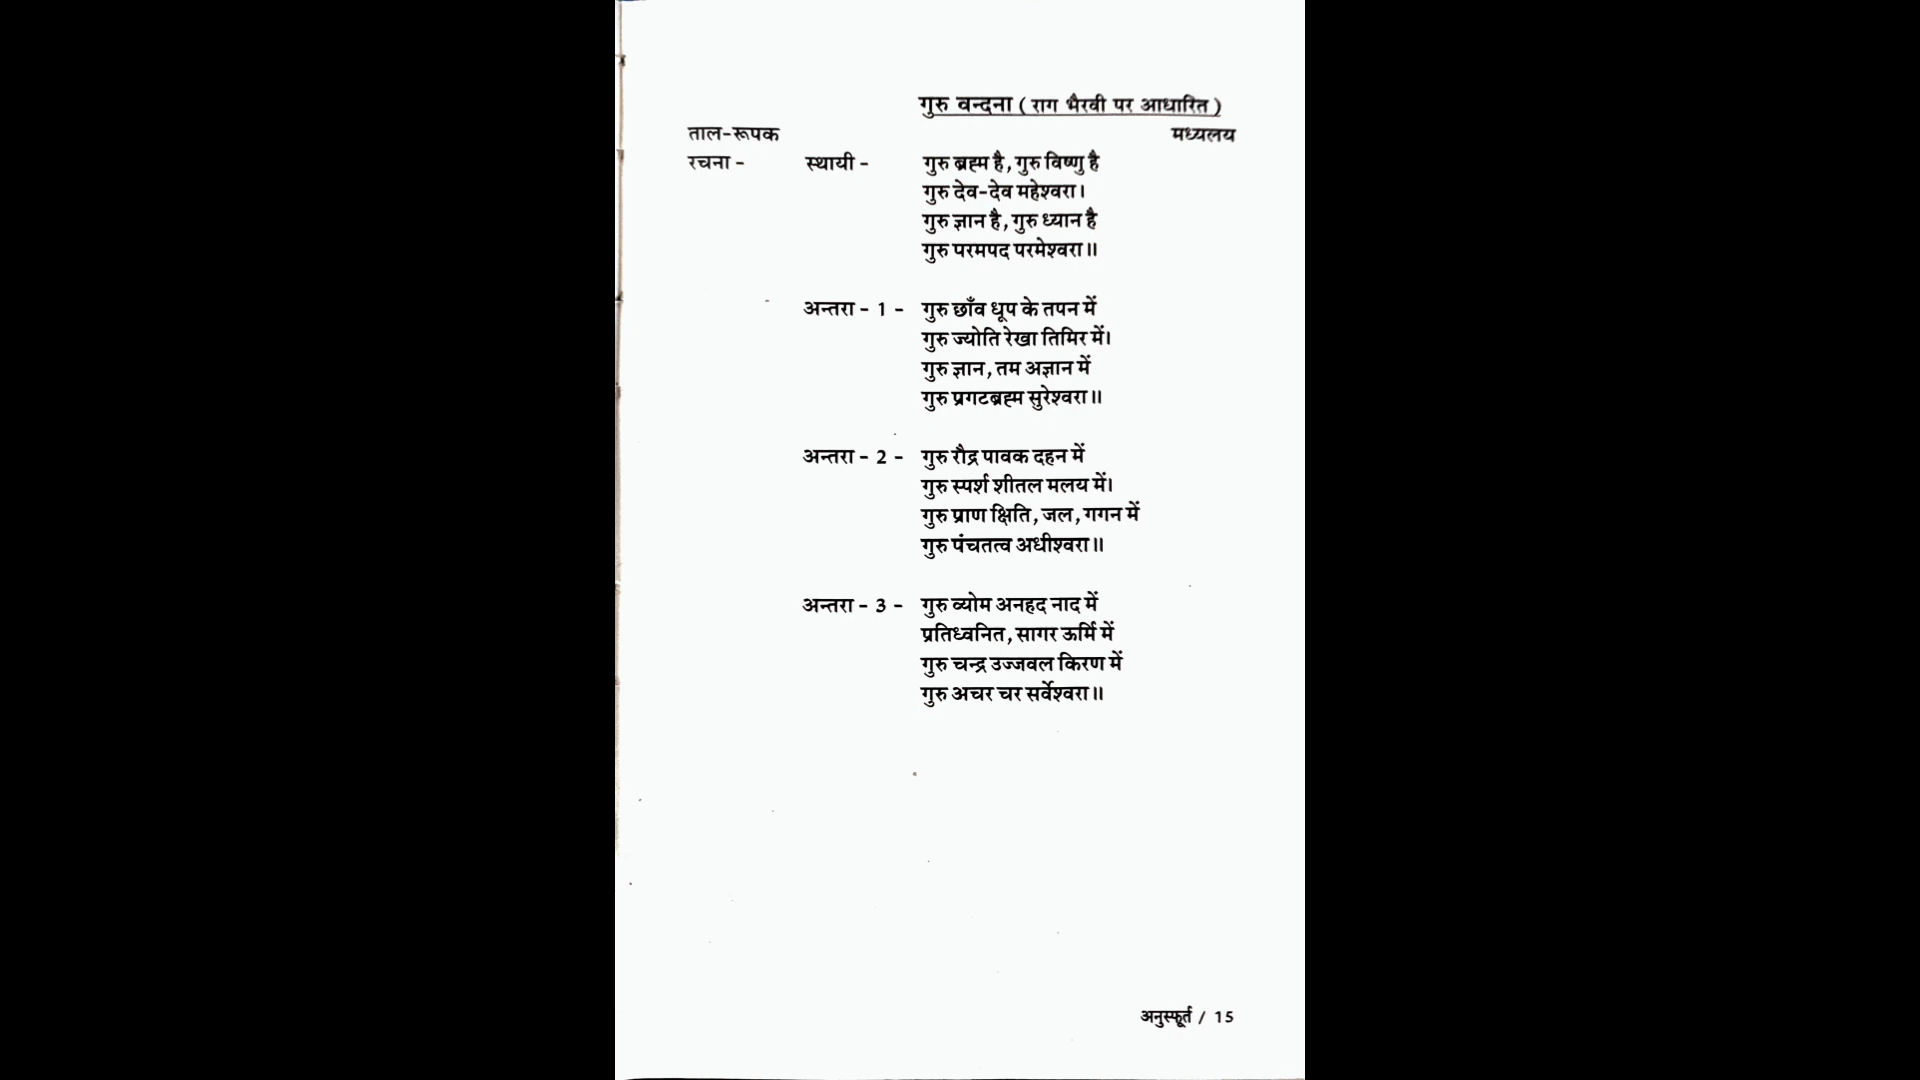 गुरु वन्दना ( राग भैरवी पर आधारित )
ताल-रूपक मध्यलय
रचना - स्थायी - गुरु ब्रह्म है, गुरु विष्णु है
गुरु देव-देव महेश्वरा।
गुरु ज्ञान है, गुरु ध्यान है
गुरु परमपद परमेश्वरा॥
अन्तरा - 1 - गुरु छाँव धूप के तपन में
गुरु ज्योति रेखा तिमिर में।
गुरु ज्ञान, तम अज्ञान में
गुरु प्रगटब्रह्म सुरेश्वरा॥
अन्तरा - 2 - गुरु रौद्र पावक दहन में
गुरु स्पर्श शीतल मलय में।
गुरु प्राण क्षिति, जल, गगन में
गुरु पंचतत्व अधीश्वरा॥
अन्तरा - 3 - गुरु व्योम अनहद नाद में
प्रतिध्वनित, सागर ऊर्मि में
गुरु चन्द्र उज्जवल किरण में
गुरु अचर चर सर्वेश्वरा॥
अनुस्फूर्त / 15